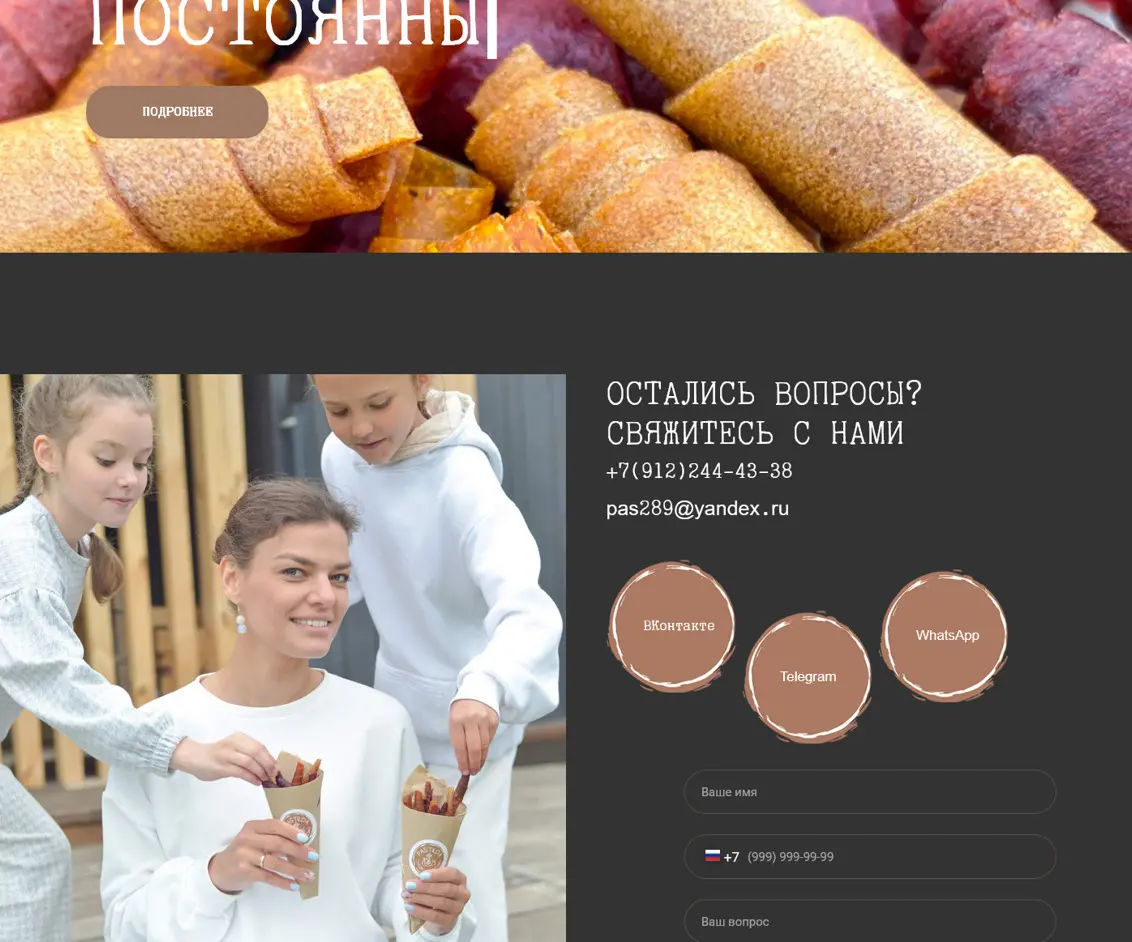 ПОСТОЯННЫ
ПОДРОБНЕЕ
ОСТАЛИСЬ ВОПРОСЫ?
СВЯЖИТЕСЬ С НАМИ
+7(912)244-43-38
pas289@yandex.ru
ВКонтакте
Telegram
WhatsApp
Ваше имя
+7 (999) 999-99-99
Ваш вопрос